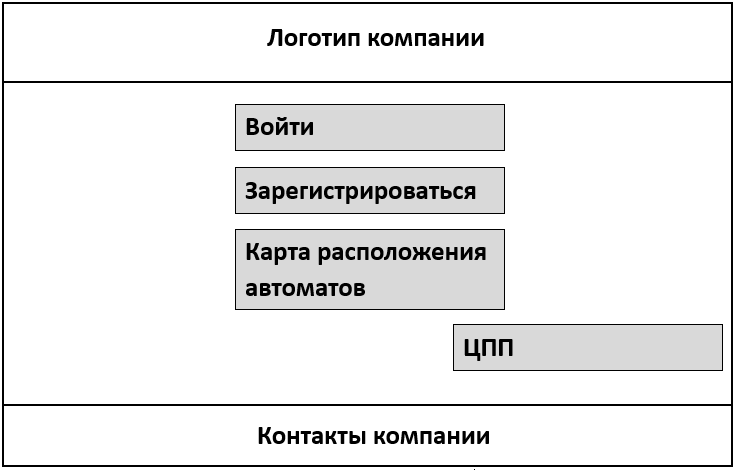 Логотип компании
Войти
Зарегистрироваться
Карта расположения
автоматов
ЦПП
Контакты компании